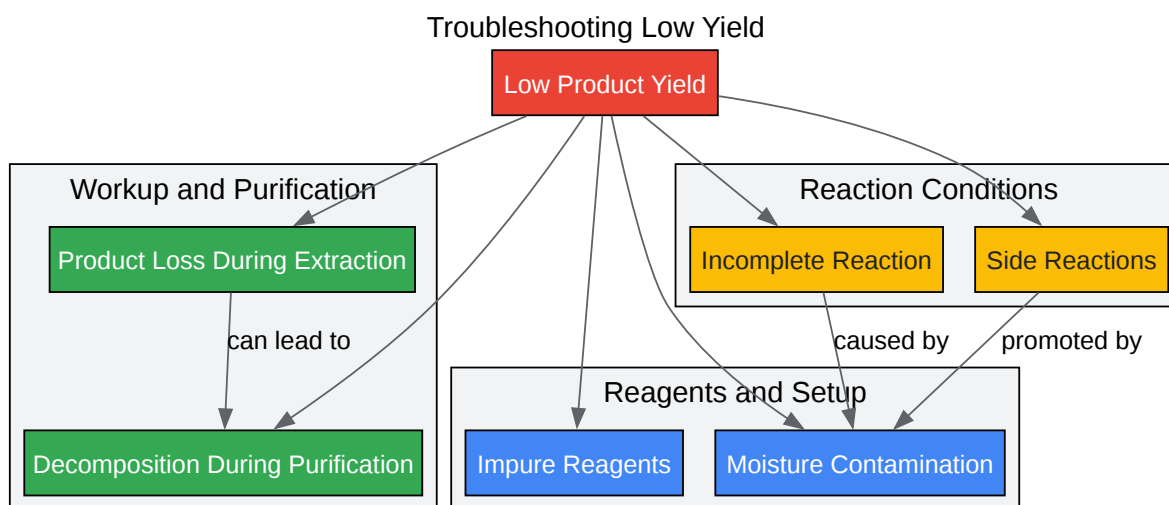 Troubleshooting Low Yield
Low Product Yield
Workup and Purification
Reaction Conditions
Product Loss During Extraction
Incomplete Reaction
Side Reactions
can lead to
caused by
promoted by
Reagents and Setup
Decomposition During Purification
Impure Reagents
Moisture Contamination